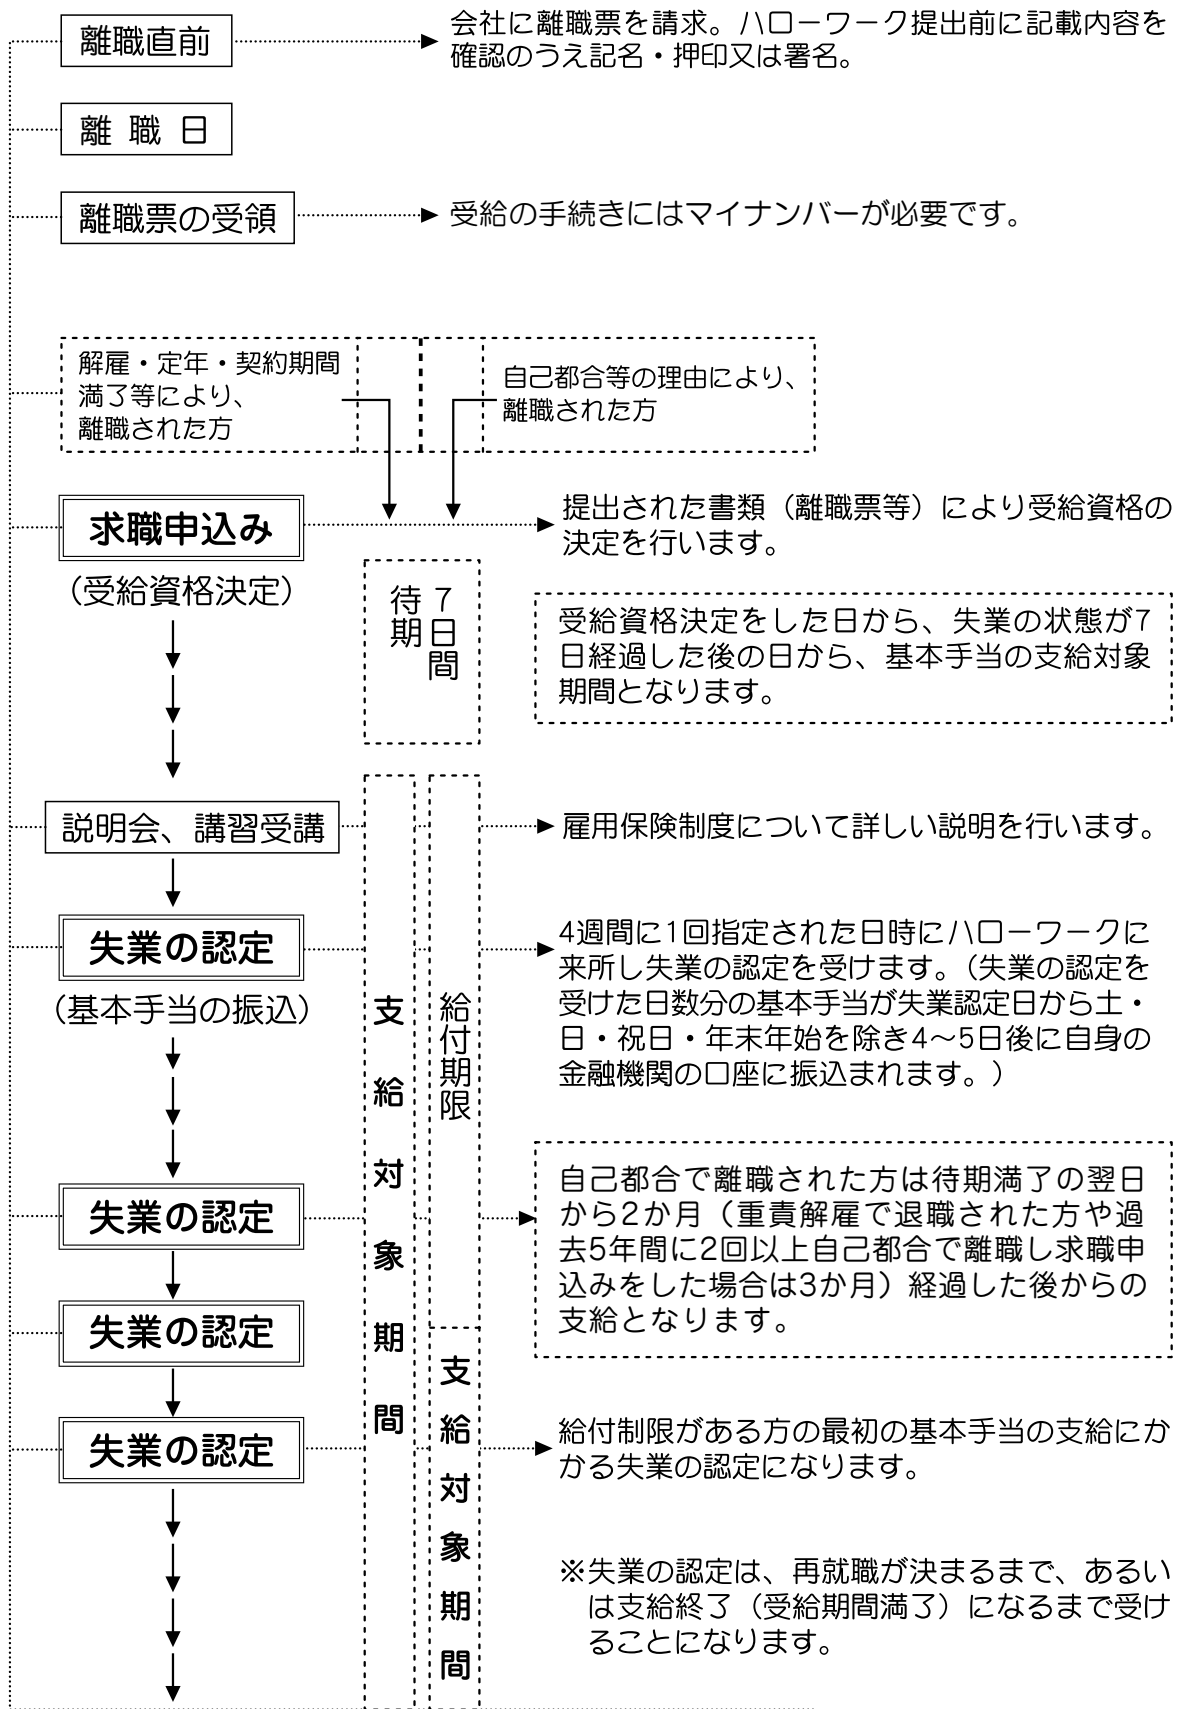 離職直前
会社に離職票を請求。ハローワーク提出前に記載内容を
確認のうえ記名・押印又は署名。
離職日
離職票の受領
受給の手続きにはマイナンバーが必要です。
解雇・定年・契約期間
満了等により、
離職された方
自己都合等の理由により、
離職された方
求職申込み
(受給資格決定)
提出された書類（離職票等）により受給資格の
決定を行います。
7日間
待期
受給資格決定をした日から、失業の状態が7
日経過した後の日から、基本手当の支給対象
期間となります。
説明会、講習受講
雇用保険制度について詳しい説明を行います。
失業の認定
(基本手当の振込)
4週間に1回指定された日時にハローワークに
来所し失業の認定を受けます。（失業の認定を
受けた日数分の基本手当が失業認定日から土・
日・祝日・年末年始を除き4〜5日後に自身の
金融機関の口座に振込まれます。）
支給対象期間
給付期限
失業の認定
自己都合で離職された方は待期満了の翌日
から2か月（重責解雇で退職された方や過
去5年間に2回以上自己都合で離職し求職申
込みをした場合は3か月）経過した後からの
支給となります。
失業の認定
支給対象期間
失業の認定
給付制限がある方の最初の基本手当の支給にか
かる失業の認定になります。
※失業の認定は、再就職が決まるまで、あるい
は支給終了（受給期間満了）になるまで受け
ることになります。